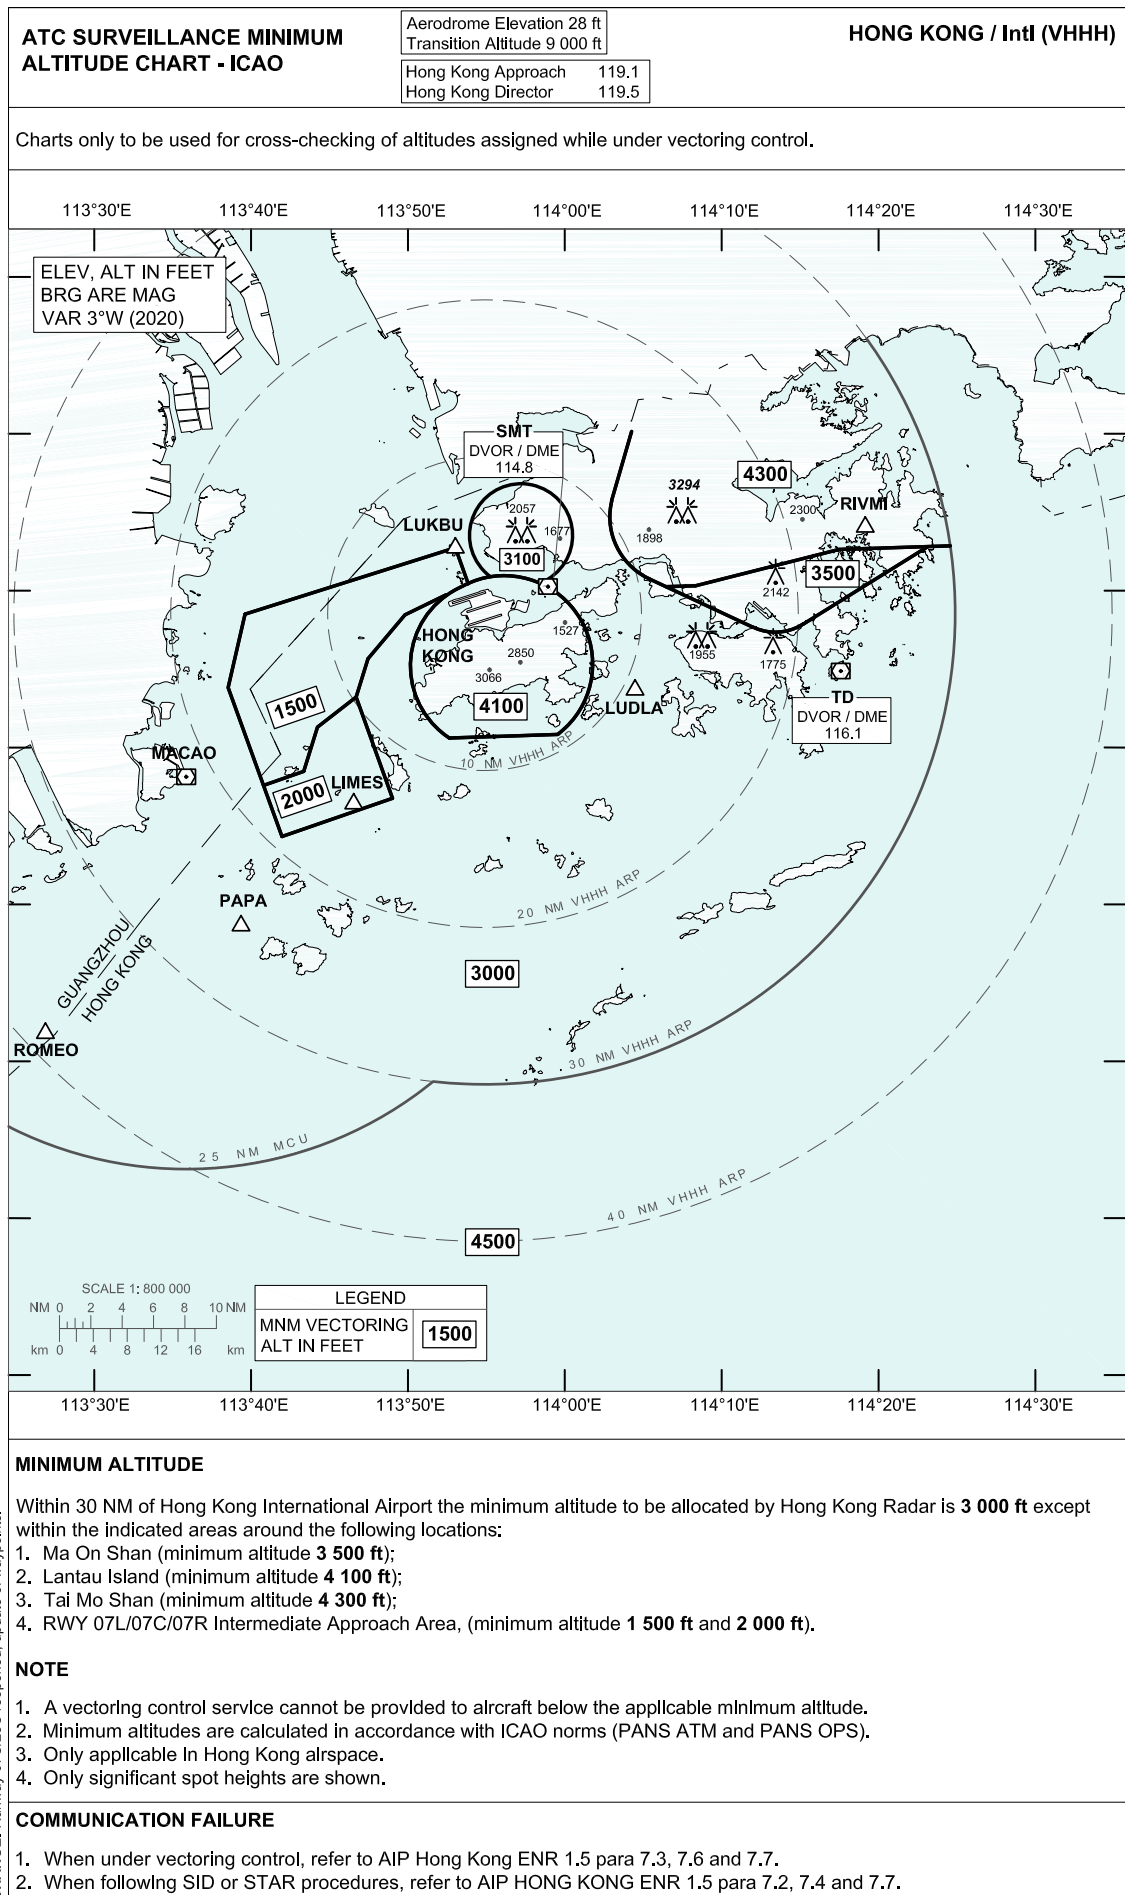 ATC SURVEILLANCE MINIMUM
ALTITUDE CHART - ICAO
Aerodrome Elevation 28 ft
Transition Altitude 9 000 ft
Hong Kong Approach 119.1
Hong Kong Director 119.5
HONG KONG / Intl (VHHH)
Charts only to be used for cross-checking of altitudes assigned while under vectoring control.
113°30'E 113°40'E 113°50'E 114°00'E 114°10'E 114°20'E 114°30'E
ELEV, ALT IN FEET
BRG ARE MAG
VAR 3°W (2020)
SMT
DVOR / DME
114.8
4300
3294
2300
RIVMI
2057
1677
1898
LUKBU
3100
3500
2142
HONG
KONG
1527
2850
3066
1955
1775
4100
LUDLA
TD
DVOR / DME
116.1
1500
MACAO
10 NM VHHH ARP
2000
LIMES
PAPA
20 NM VHHH ARP
GUANGZHOU
HONG KONG
3000
ROMEO
30 NM VHHH ARP
25 NM MCU
40 NM VHHH ARP
4500
SCALE 1: 800 000
NM 0 2 4 6 8 10 NM
km 0 4 8 12 16 km
LEGEND
MNM VECTORING
ALT IN FEET
1500
113°30'E 113°40'E 113°50'E 114°00'E 114°10'E 114°20'E 114°30'E
MINIMUM ALTITUDE
Within 30 NM of Hong Kong International Airport the minimum altitude to be allocated by Hong Kong Radar is 3 000 ft except
within the indicated areas around the following locations:
1. Ma On Shan (minimum altitude 3 500 ft);
2. Lantau Island (minimum altitude 4 100 ft);
3. Tai Mo Shan (minimum altitude 4 300 ft);
4. RWY 07L/07C/07R Intermediate Approach Area, (minimum altitude 1 500 ft and 2 000 ft).
NOTE
1. A vectoring control service cannot be provided to aircraft below the applicable minimum altitude.
2. Minimum altitudes are calculated in accordance with ICAO norms (PANS ATM and PANS OPS).
3. Only applicable in Hong Kong airspace.
4. Only significant spot heights are shown.
COMMUNICATION FAILURE
1. When under vectoring control, refer to AIP Hong Kong ENR 1.5 para 7.3, 7.6 and 7.7.
2. When following SID or STAR procedures, refer to AIP HONG KONG ENR 1.5 para 7.2, 7.4 and 7.7.